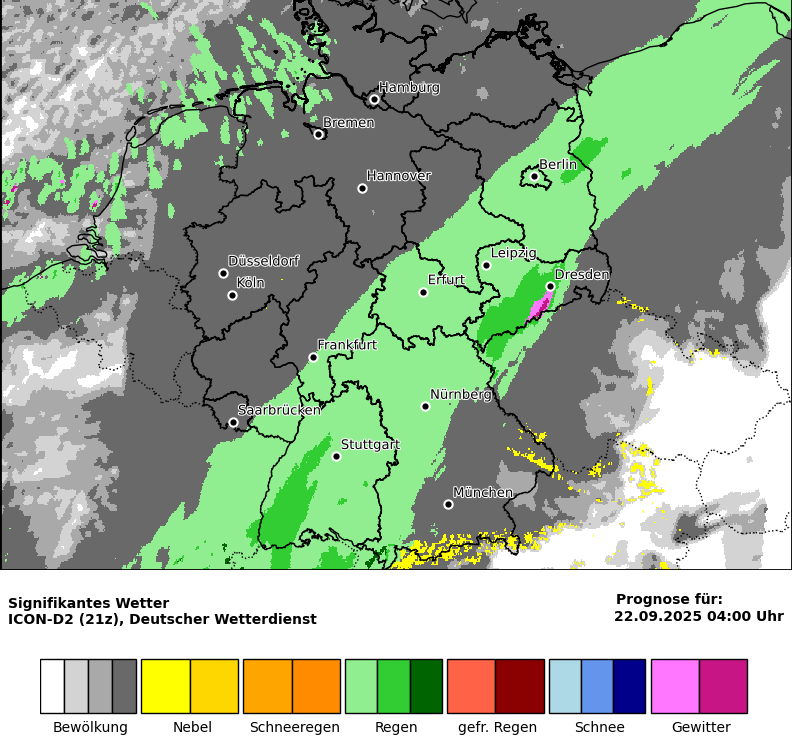 Hamburg
Bremen
Berlin
Hannover
Leipzig
Düsseldorf
Dresden
Köln
Erfurt
Frankfurt
Nürnberg
Saarbrücken
Stuttgart
München
Signifikantes Wetter
ICON-D2 (21z), Deutscher Wetterdienst
Prognose für:
22.09.2025 04:00 Uhr
Bewölkung
Nebel
Schneeregen
Regen
gefr. Regen
Schnee
Gewitter